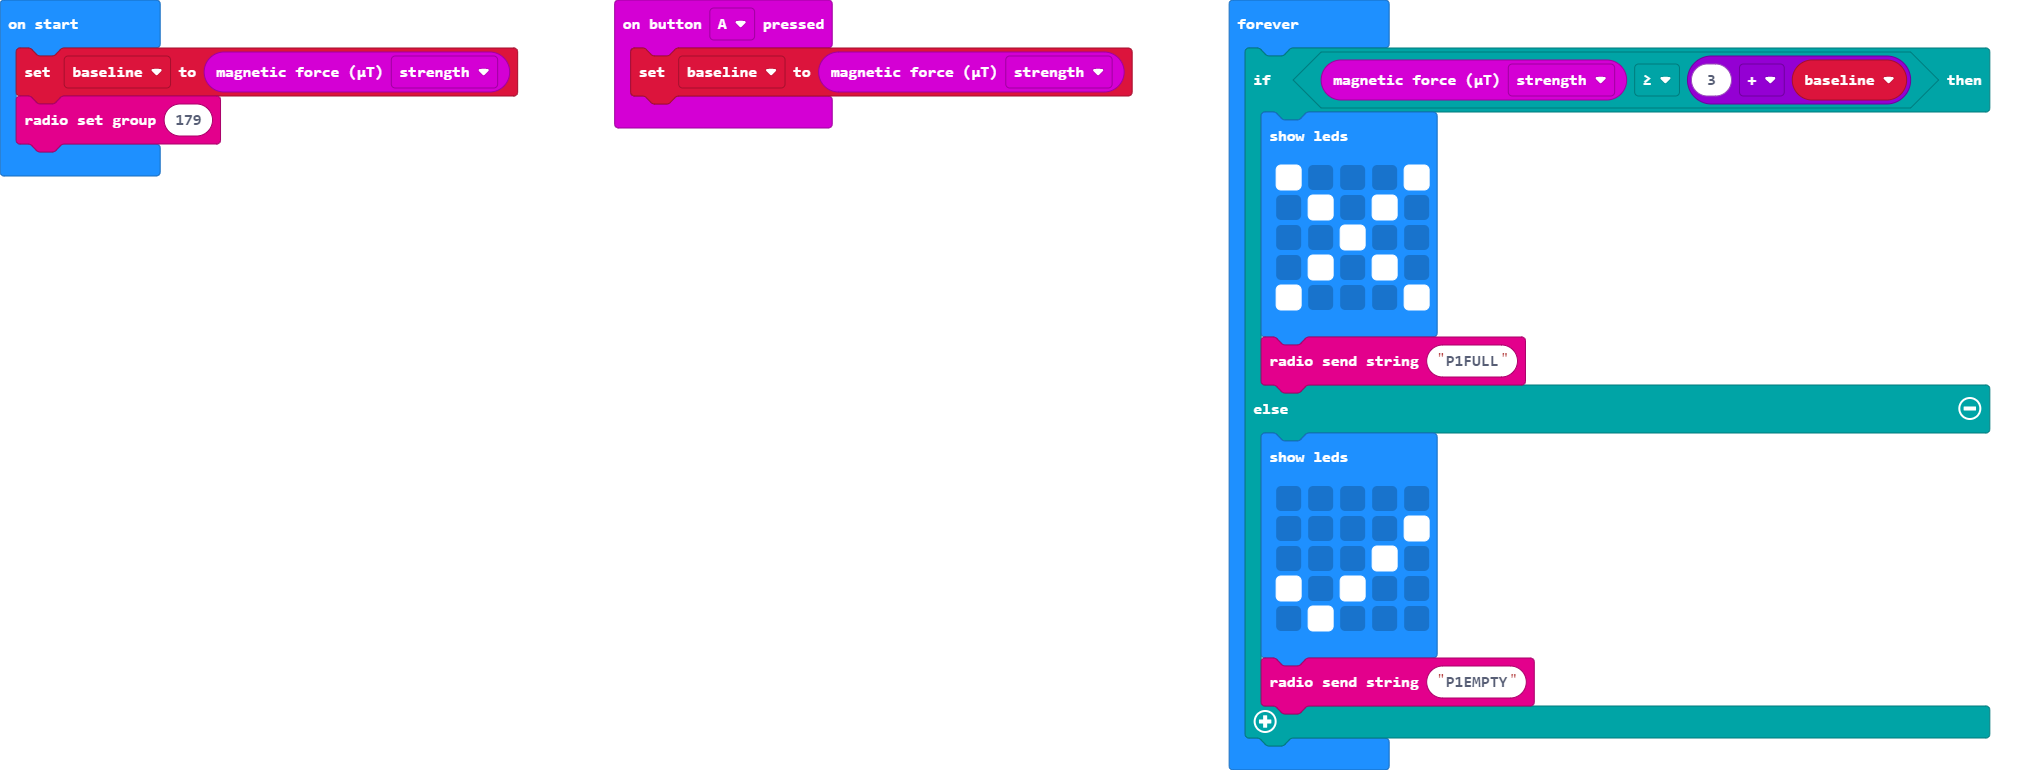 on start
set baseline to magnetic force (µT) strength
radio set group 179
on button A pressed
set baseline to magnetic force (µT) strength
forever
if magnetic force (µT) strength ≥ 3 + baseline then
show leds
radio send string "P1FULL"
else
show leds
radio send string "P1EMPTY"